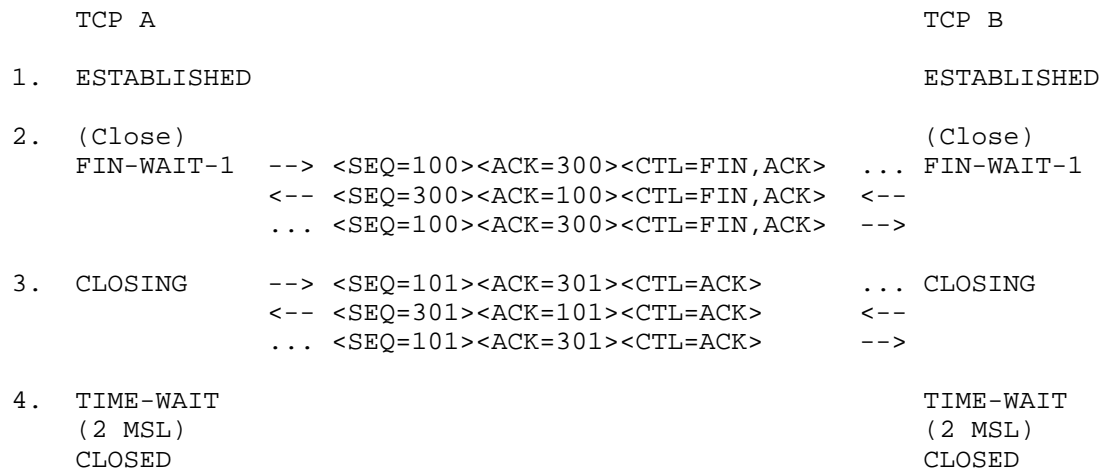 TCP A                                                TCP B

1.  ESTABLISHED                                          ESTABLISHED

2.  (Close)                                              (Close)
    FIN-WAIT-1  --> <SEQ=100><ACK=300><CTL=FIN,ACK>  ... FIN-WAIT-1
                <-- <SEQ=300><ACK=100><CTL=FIN,ACK>  <--
                ... <SEQ=100><ACK=300><CTL=FIN,ACK>  -->

3.  CLOSING     --> <SEQ=101><ACK=301><CTL=ACK>      ... CLOSING
                <-- <SEQ=301><ACK=101><CTL=ACK>      <--
                ... <SEQ=101><ACK=301><CTL=ACK>      -->

4.  TIME-WAIT                                            TIME-WAIT
    (2 MSL)                                              (2 MSL)
    CLOSED                                               CLOSED